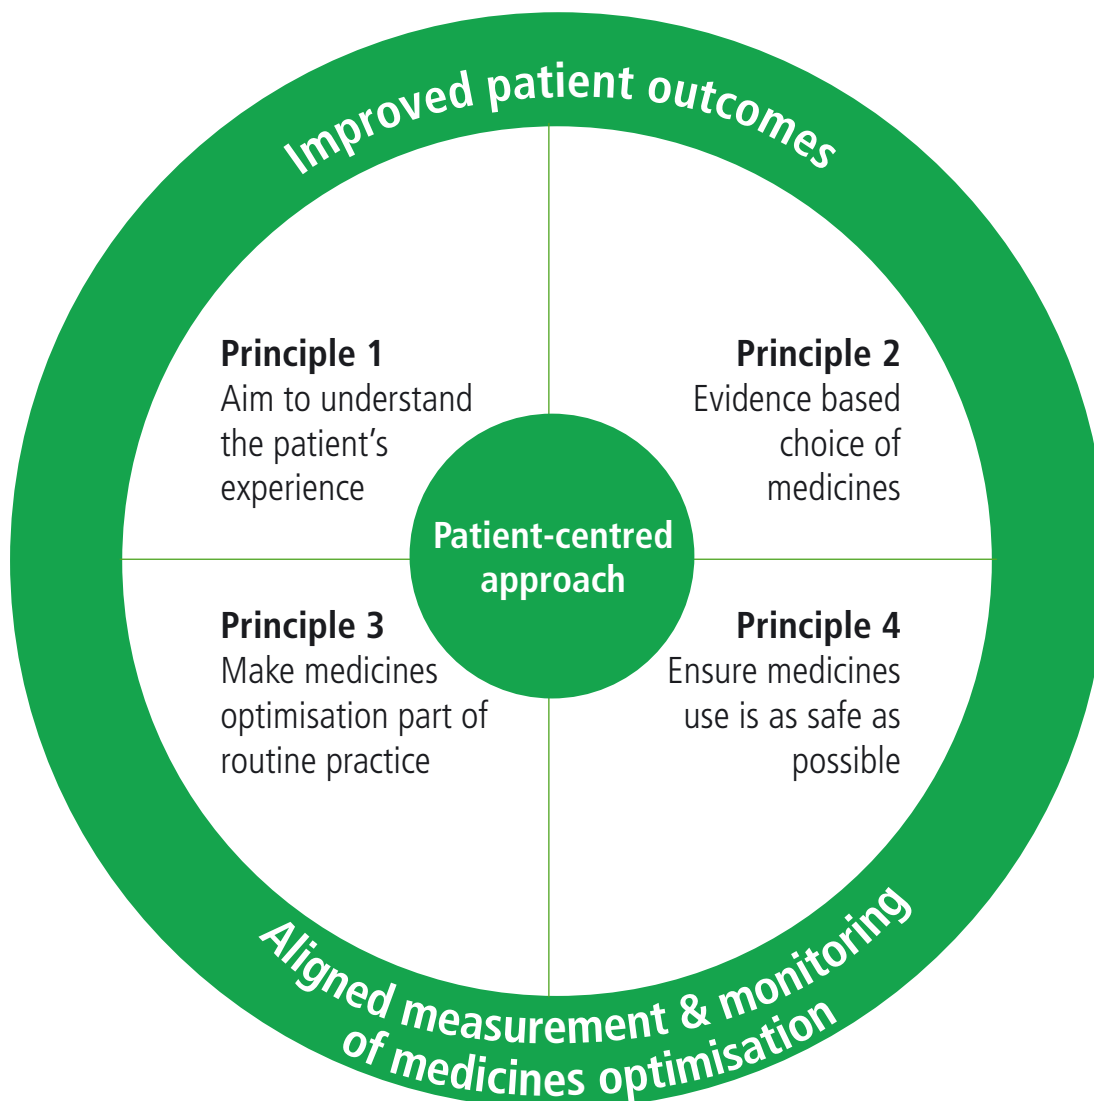 Improved patient outcomes
Principle 1
Aim to understand
the patient’s
experience
Principle 2
Evidence based
choice of
medicines
Patient-centred
approach
Principle 3
Make medicines
optimisation part of
routine practice
Principle 4
Ensure medicines
use is as safe as
possible
Aligned measurement & monitoring
of medicines optimisation